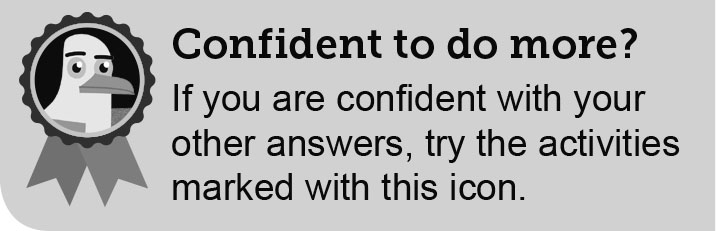 Confident to do more?
If you are confident with your
other answers, try the activities
marked with this icon.